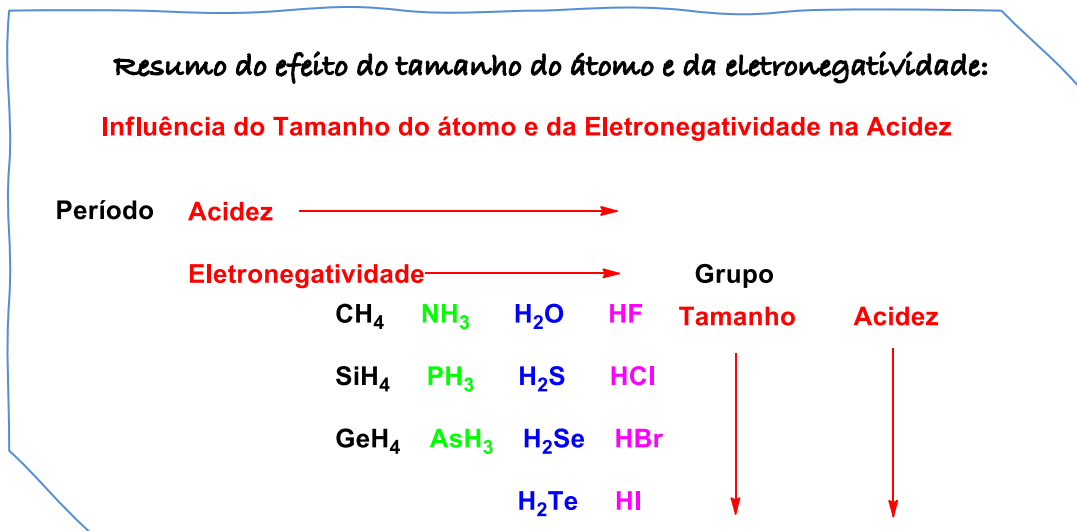 Resumo do efeito do tamanho do átomo e da eletronegatividade:
Influência do Tamanho do átomo e da Eletronegatividade na Acidez
Período Acidez
Eletronegatividade Grupo
CH₄ NH₃ H₂O HF Tamanho Acidez
SiH₄ PH₃ H₂S HCl
GeH₄ AsH₃ H₂Se HBr
H₂Te HI